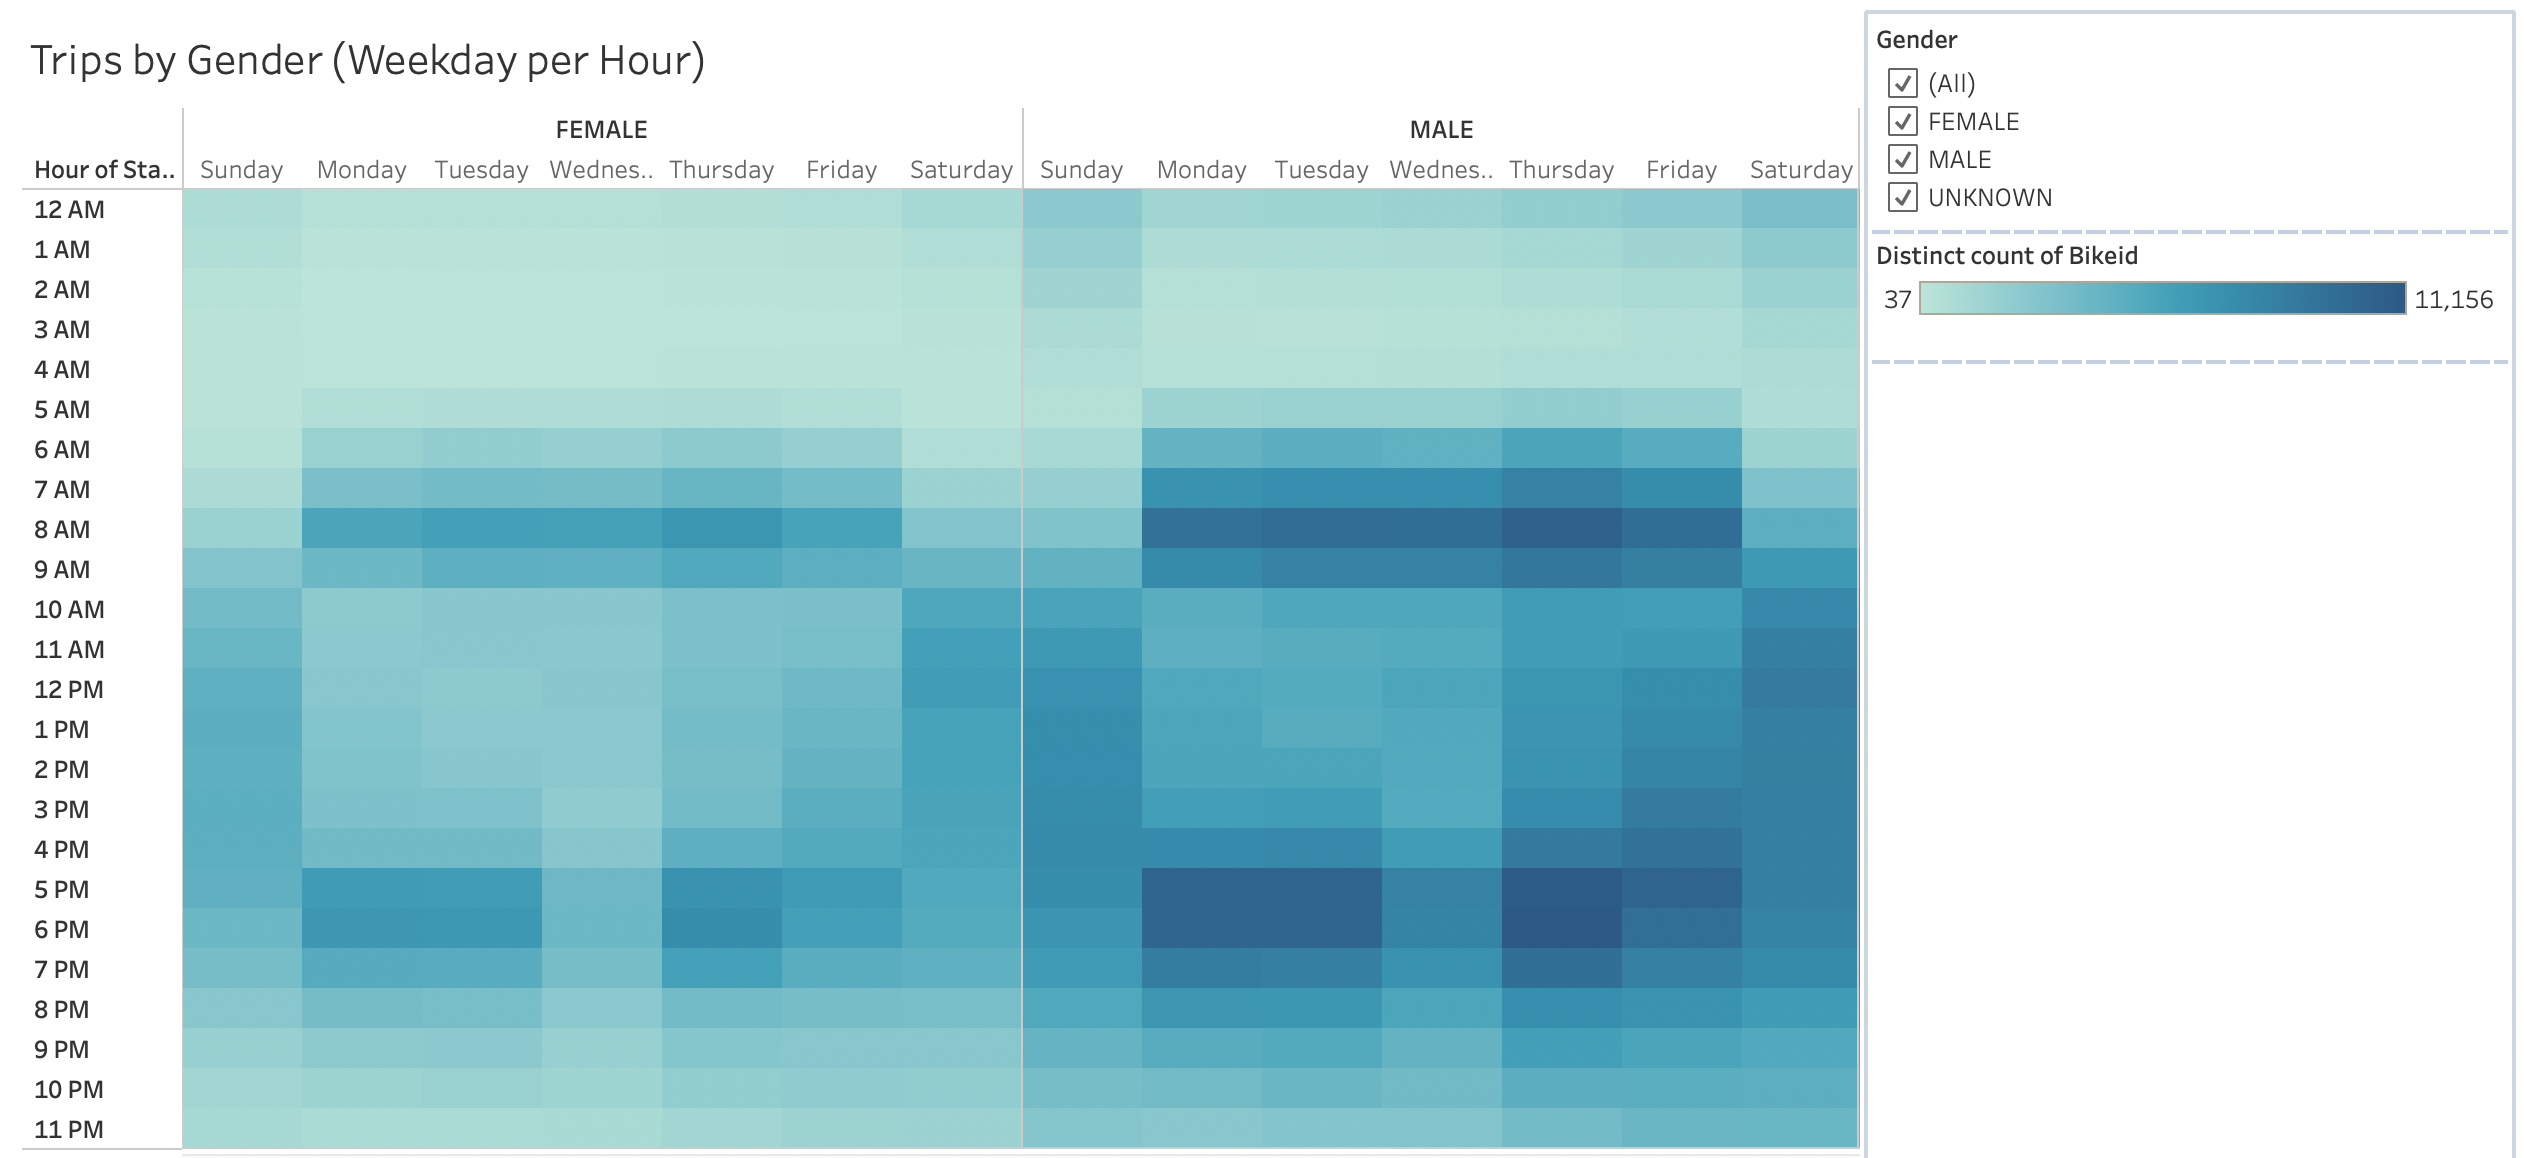 Trips by Gender (Weekday per Hour)
FEMALE MALE
Hour of Sta.. Sunday Monday Tuesday Wednes.. Thursday Friday Saturday Sunday Monday Tuesday Wednes.. Thursday Friday Saturday
12 AM
1 AM
2 AM
3 AM
4 AM
5 AM
6 AM
7 AM
8 AM
9 AM
10 AM
11 AM
12 PM
1 PM
2 PM
3 PM
4 PM
5 PM
6 PM
7 PM
8 PM
9 PM
10 PM
11 PM
Gender
(All)
FEMALE
MALE
UNKNOWN
Distinct count of Bikeid
37 11,156